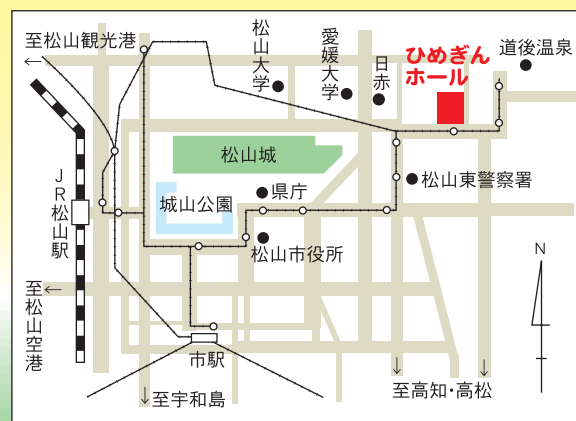 至松山観光港
松山大学
愛媛大学
日赤
ひめぎん
ホール
道後温泉
松山城
JR松山駅
城山公園
県庁
松山東警察署
松山市役所
N
至松山空港
市駅
至宇和島
至高知・高松